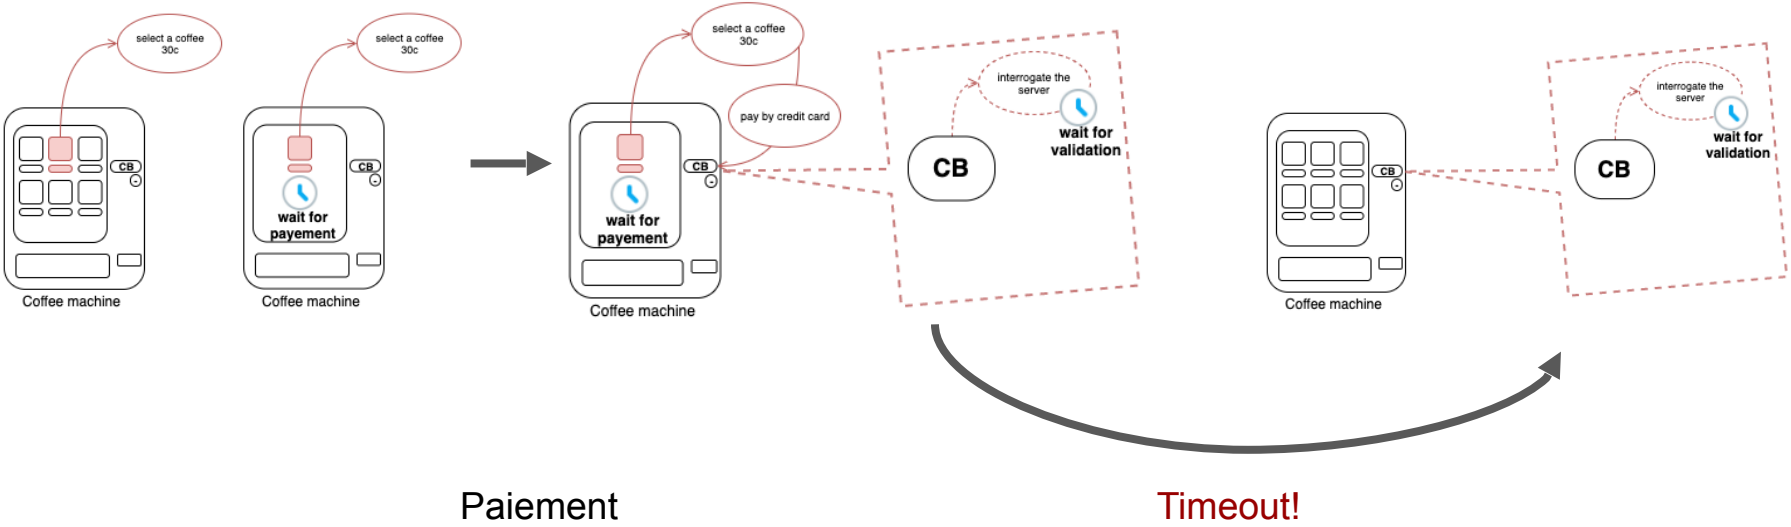 select a coffee
30c
CB
-
Coffee machine
select a coffee
30c
CB
-
wait for
payement
Coffee machine
select a coffee
30c
pay by credit card
CB
-
wait for
payement
Coffee machine
interrogate the
server
wait for
validation
CB
CB
-
Coffee machine
interrogate the
server
wait for
validation
CB
Paiement
Timeout!